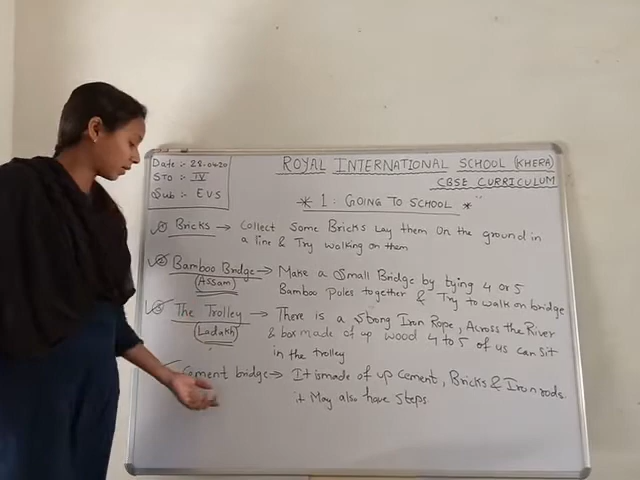 Date :- 28.04.20
STD :- IV
Sub :- EVS
ROYAL INTERNATIONAL SCHOOL (KHERA)
CBSE CURRICULUM
* 1 : GOING TO SCHOOL *
① Bricks → Collect Some Bricks Lay them On the ground in
a line & Try walking on them
② Bamboo Bridge → Make a Small Bridge by tying 4 or 5
(Assam) Bamboo Poles together & Try to walk on bridge
③ The Trolley → There is a Strong Iron Rope, Across the River
(Ladakh) & box made of up wood 4 to 5 of us can Sit
in the trolley
Cement bridge → It is made of up Cement, Bricks & Iron rods
it May also have Steps.